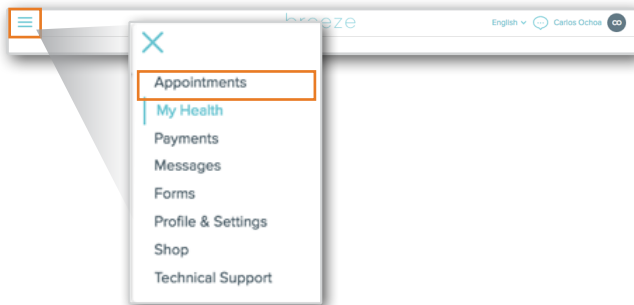 breeze
English
Carlos Ochoa
CO
Appointments
My Health
Payments
Messages
Forms
Profile & Settings
Shop
Technical Support